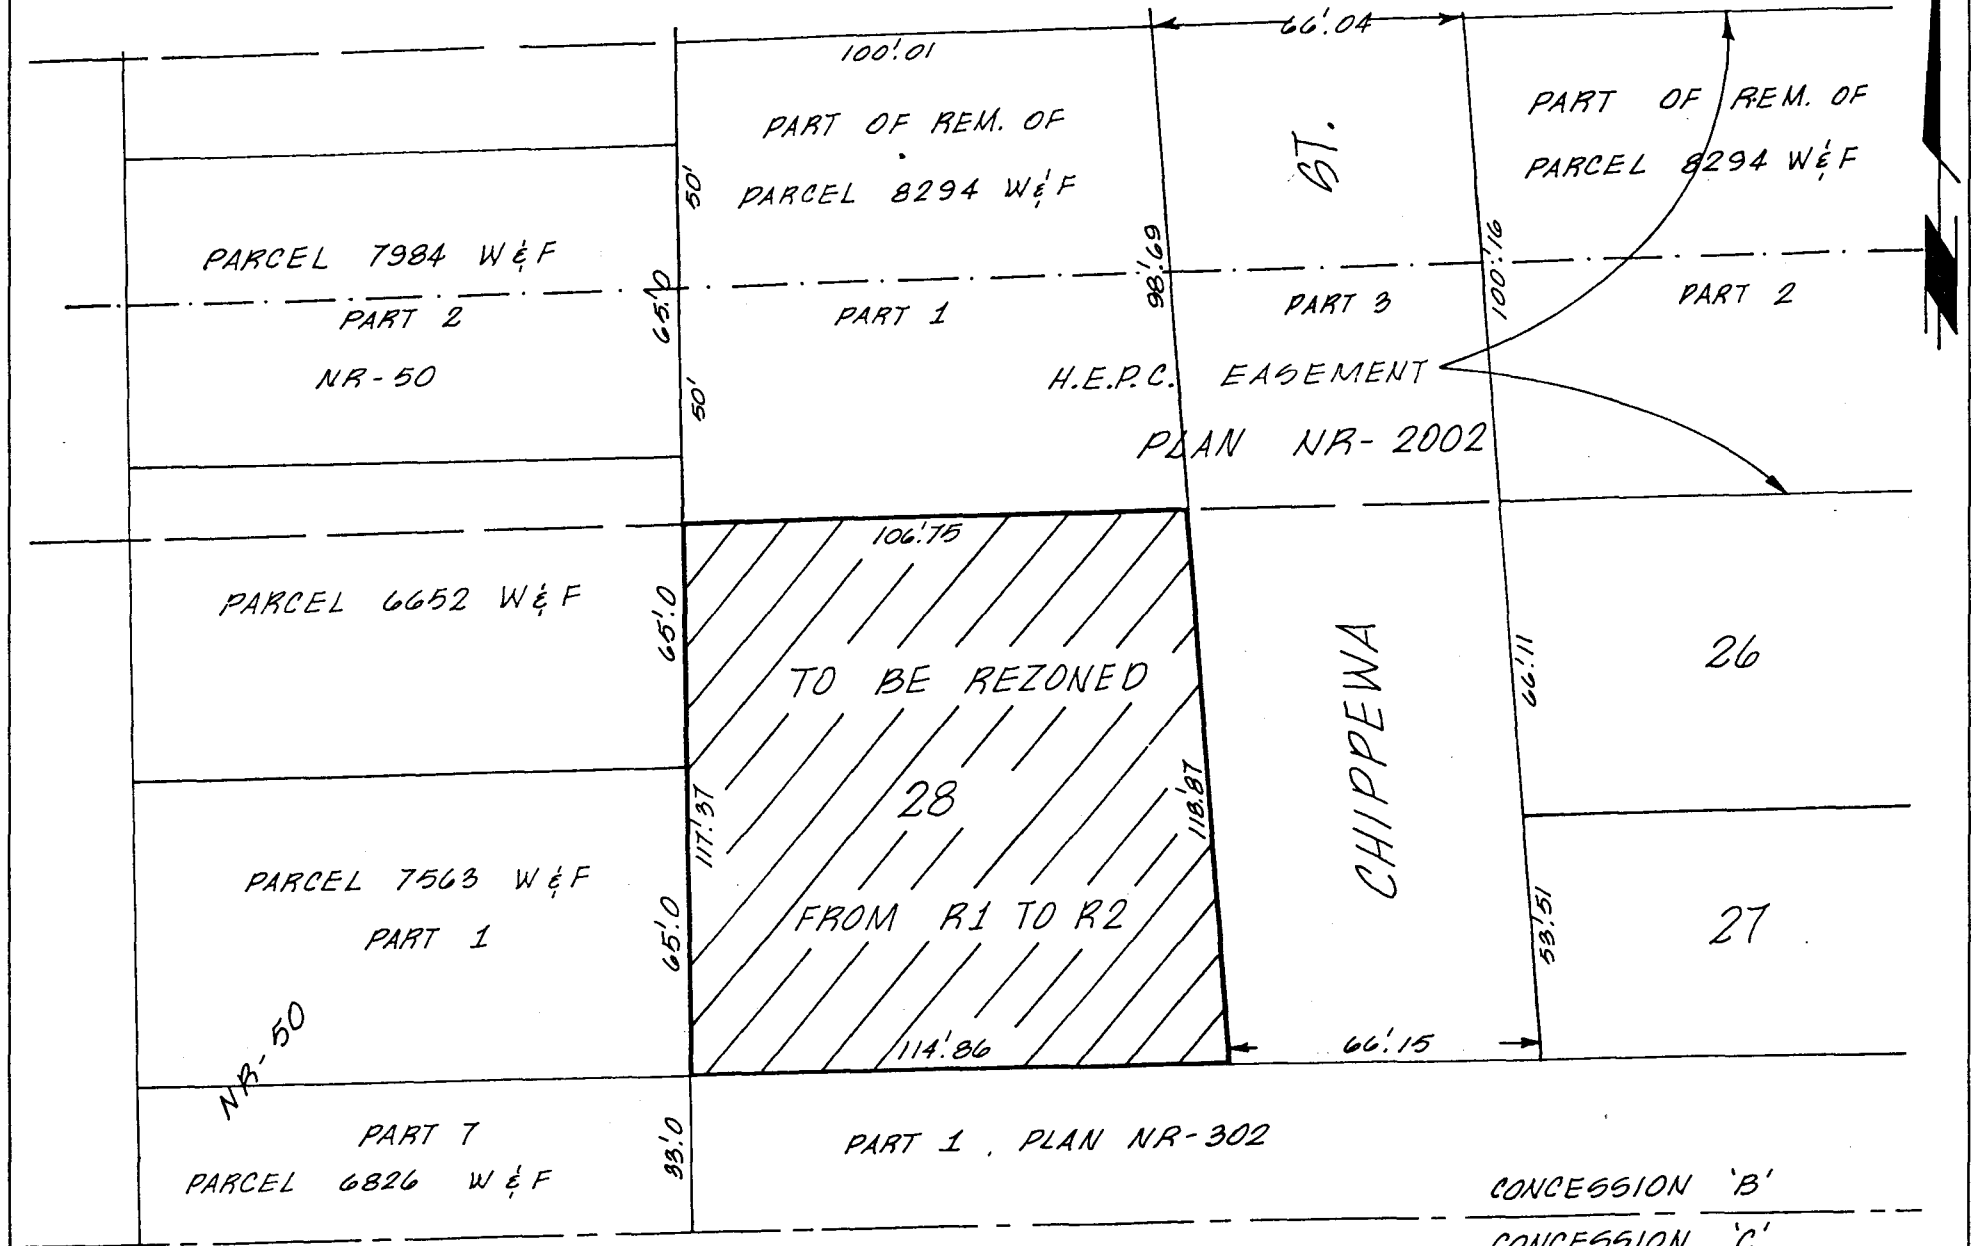 66'.04
100'.01
PART OF REM. OF
PARCEL 8294 W & F
ST.
PART OF REM. OF
PARCEL 8294 W & F
50'
PARCEL 7984 W & F
PART 2
NR-50
65'.0
50'
PART 1
98'.69
PART 3
100'.16
PART 2
H.E.P.C. EASEMENT
PLAN NR-2002
106'.75
PARCEL 6652 W & F
65'.0
TO BE REZONED
28
FROM R1 TO R2
117'.37
118'.87
CHIPPEWA
66'.11
26
PARCEL 7563 W & F
PART 1
65'.0
53'.51
27
NR-50
114'.86
66'.15
PART 7
PARCEL 6826 W & F
33'.0
PART 1, PLAN NR-302
CONCESSION 'B'
CONCESSION 'C'
N